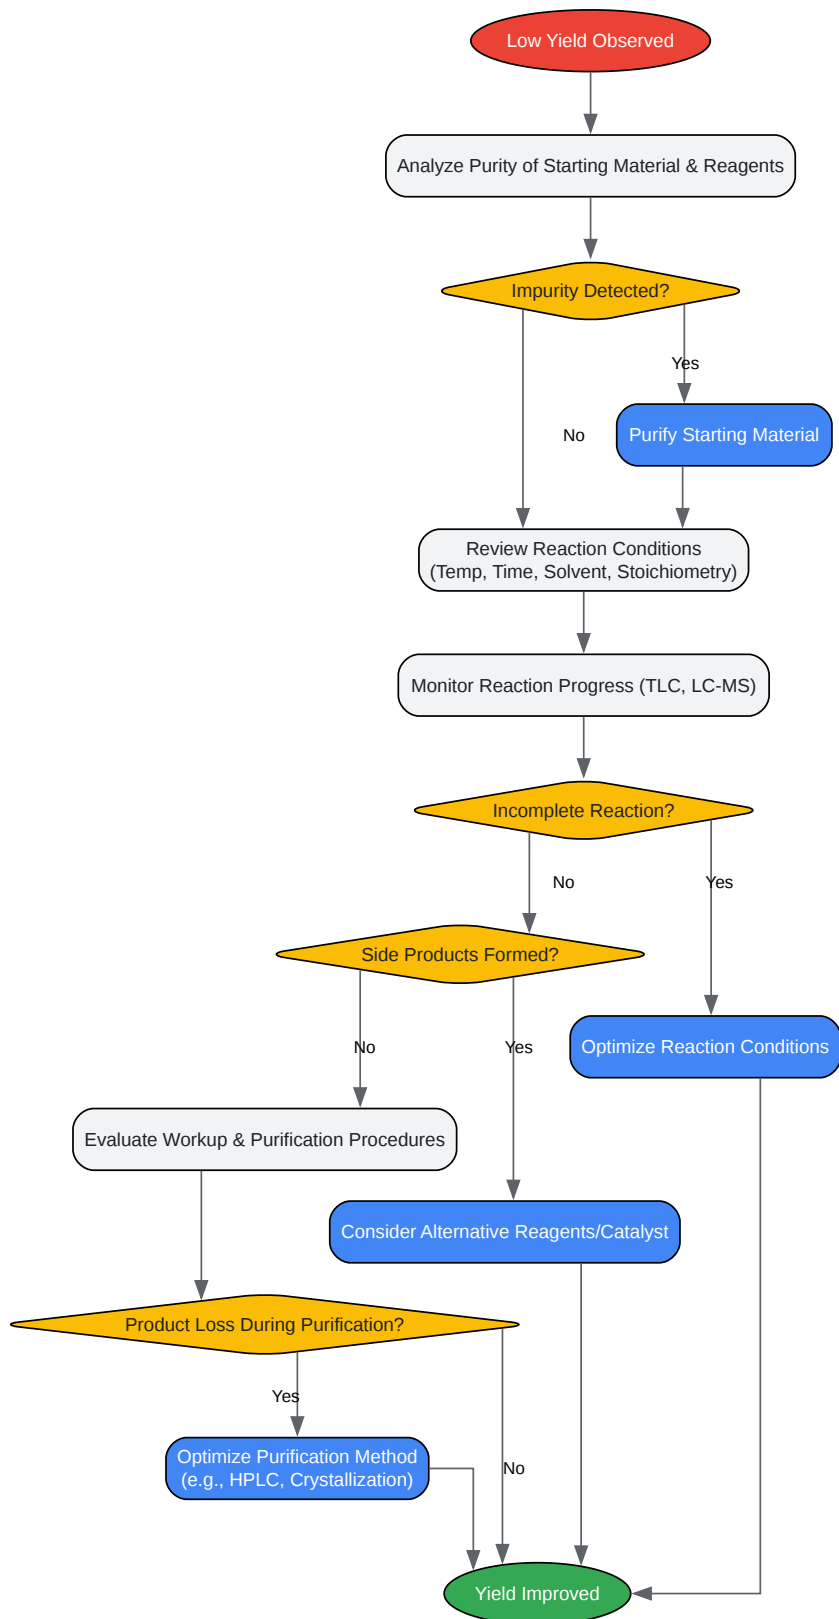 Low Yield Observed
Analyze Purity of Starting Material & Reagents
Impurity Detected?
Yes
No
Purify Starting Material
Review Reaction Conditions
(Temp, Time, Solvent, Stoichiometry)
Monitor Reaction Progress (TLC, LC-MS)
Incomplete Reaction?
No
Yes
Side Products Formed?
No
Yes
Optimize Reaction Conditions
Evaluate Workup & Purification Procedures
Consider Alternative Reagents/Catalyst
Product Loss During Purification?
Yes
Optimize Purification Method
(e.g., HPLC, Crystallization)
No
Yield Improved